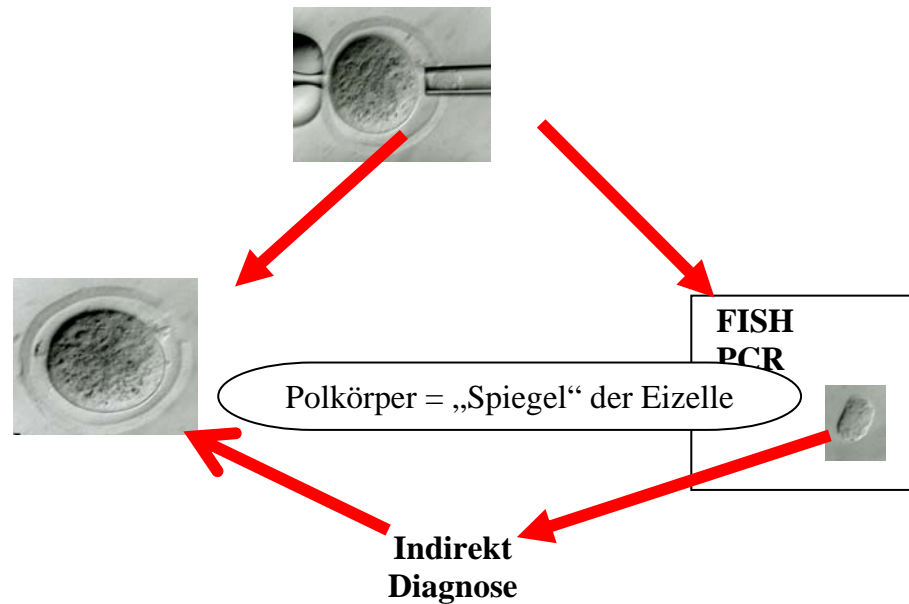 FISH
PCR
Polkörper = „Spiegel“ der Eizelle
Indirekt
Diagnose